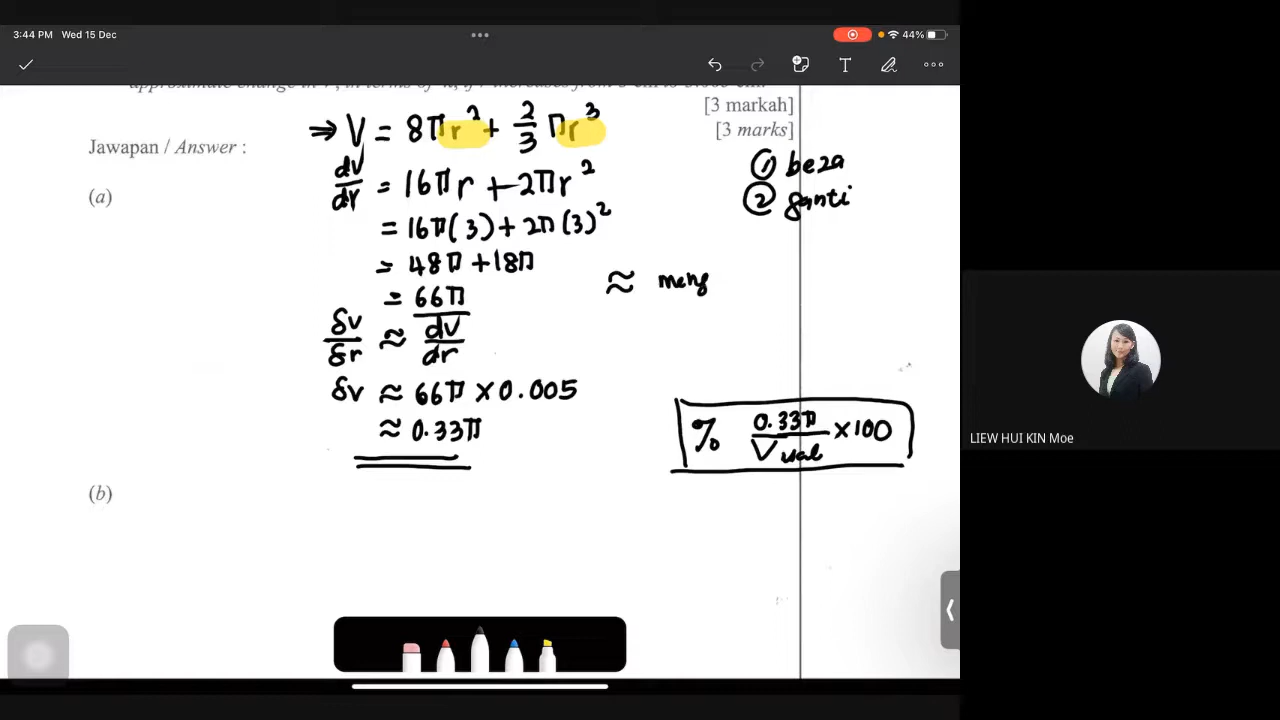 3:44 PM Wed 15 Dec
44%
T
[3 markah]
[3 marks]
Jawapan / Answer :
(a)
⇒ V = 8πr² + 2/3 πr³
dV/dr = 16πr + 2πr²
= 16π(3) + 2π(3)²
= 48π + 18π
= 66π
δv/δr ≈ dV/dr
δv ≈ 66π × 0.005
≈ 0.33π
① beza
② ganti
≈ meng
% 0.33π/V ual × 100
(b)
LIEW HUI KIN Moe